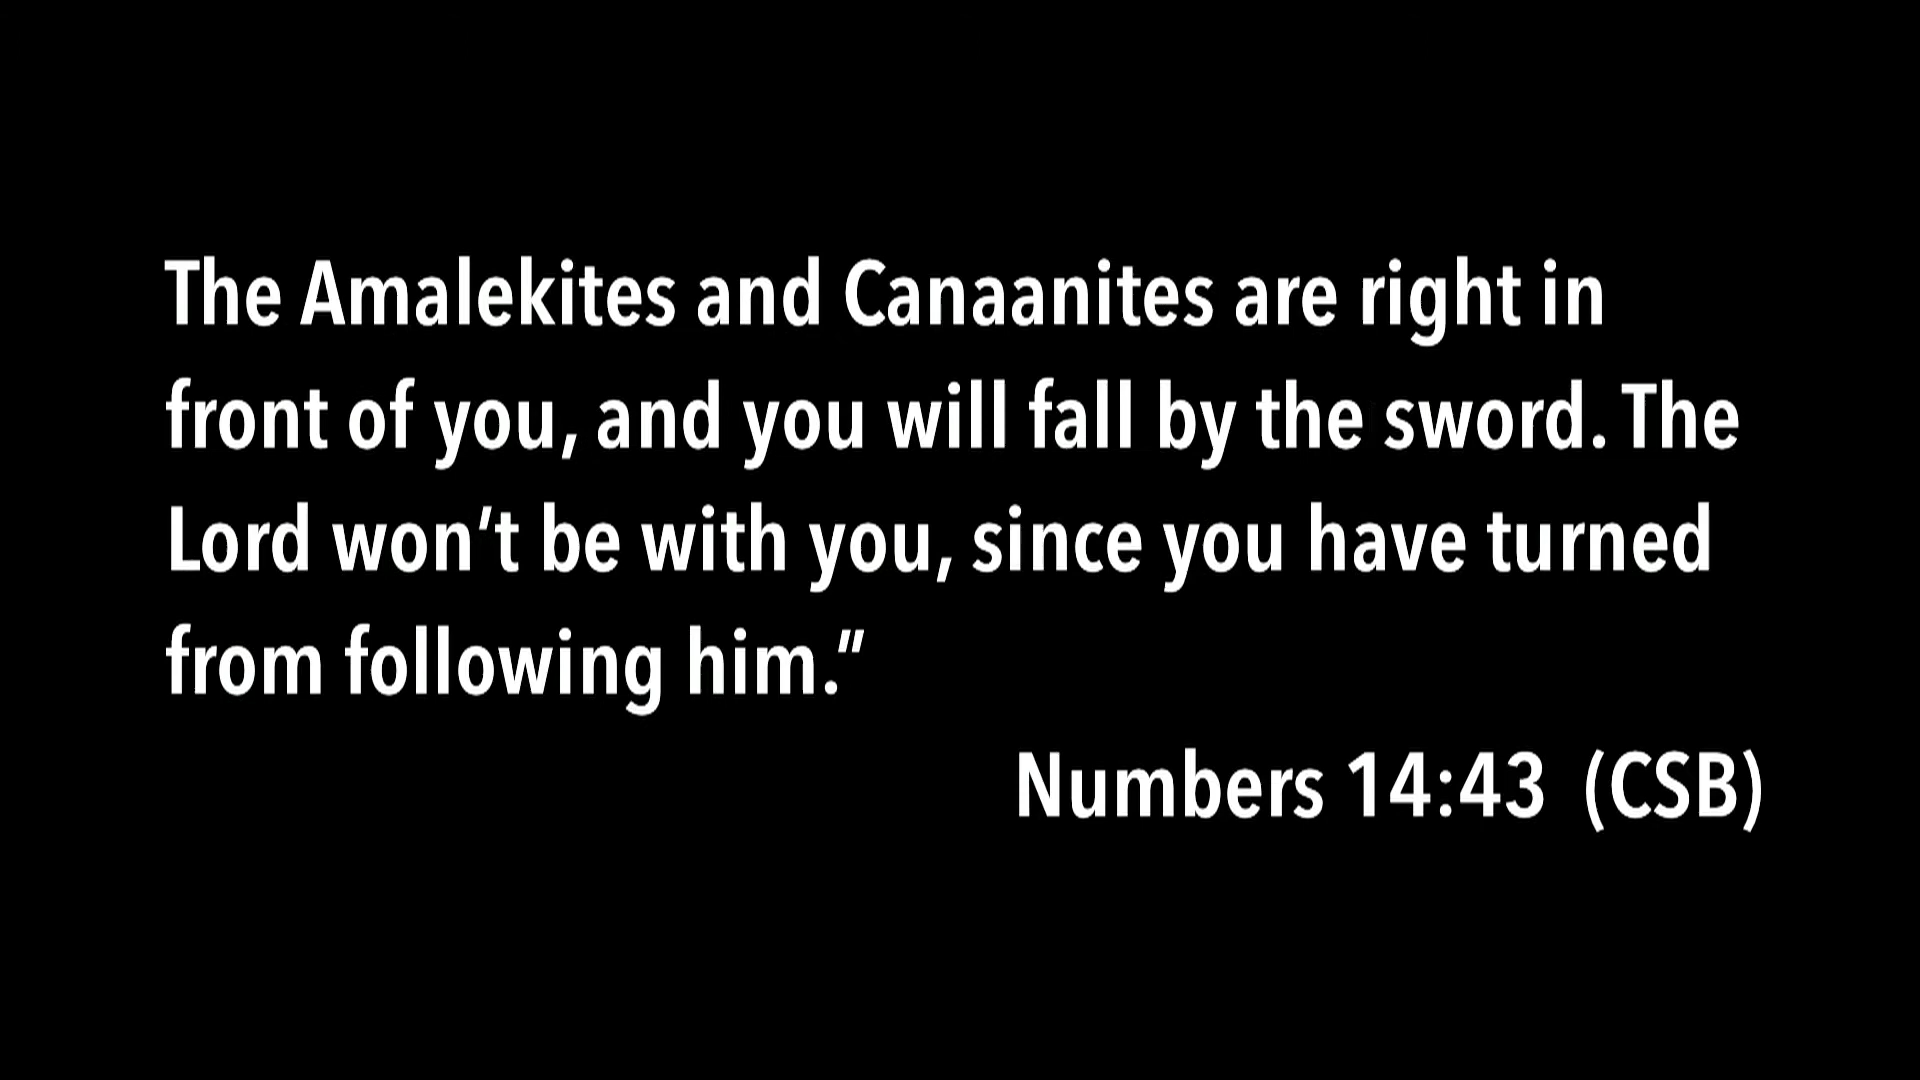 The Amalekites and Canaanites are right in
front of you, and you will fall by the sword. The
Lord won’t be with you, since you have turned
from following him.”
Numbers 14:43  (CSB)